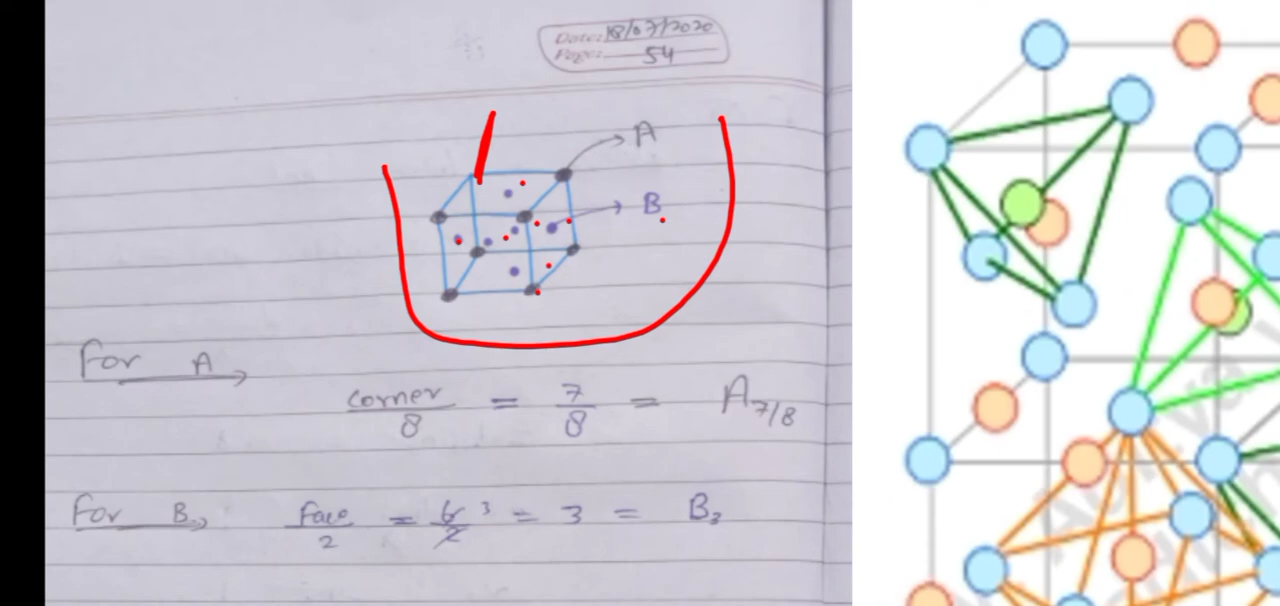 Date: 18/07/2020
Page: 54
A
B
For A
corner/8 = 7/8 = A7/8
For B Face/2 = 6/2 3 = 3 = B3